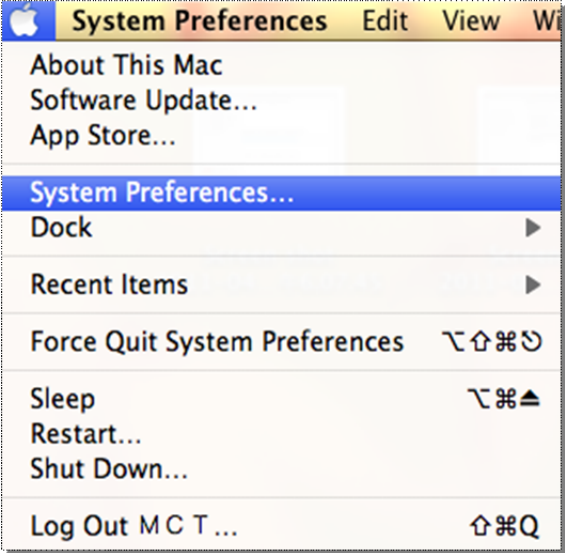 System Preferences Edit View Wi
About This Mac
Software Update...
App Store...
System Preferences...
Dock
Recent Items
Force Quit System Preferences ⌥⇧⌘⎋
Sleep ⌥⌘⏏
Restart...
Shut Down...
Log Out M C T ... ⇧⌘Q